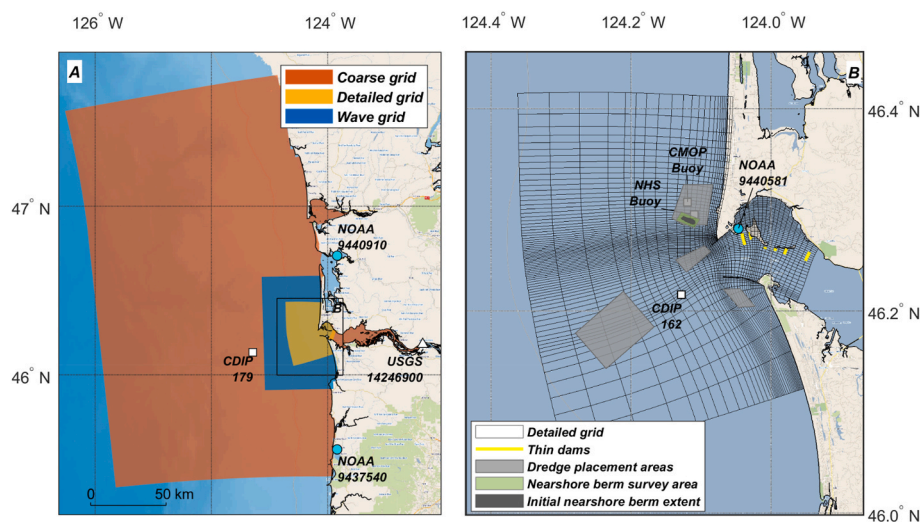 126° W
124° W
124.4° W
124.2° W
124.0° W
A
Coarse grid
Detailed grid
Wave grid
47° N
46° N
NOAA
9440910
B
CDIP
179
USGS
14246900
NOAA
9437540
0
50 km
B
46.4° N
46.2° N
46.0° N
CMOP
Buoy
NHS
Buoy
NOAA
9440581
CDIP
162
Detailed grid
Thin dams
Dredge placement areas
Nearshore berm survey area
Initial nearshore berm extent